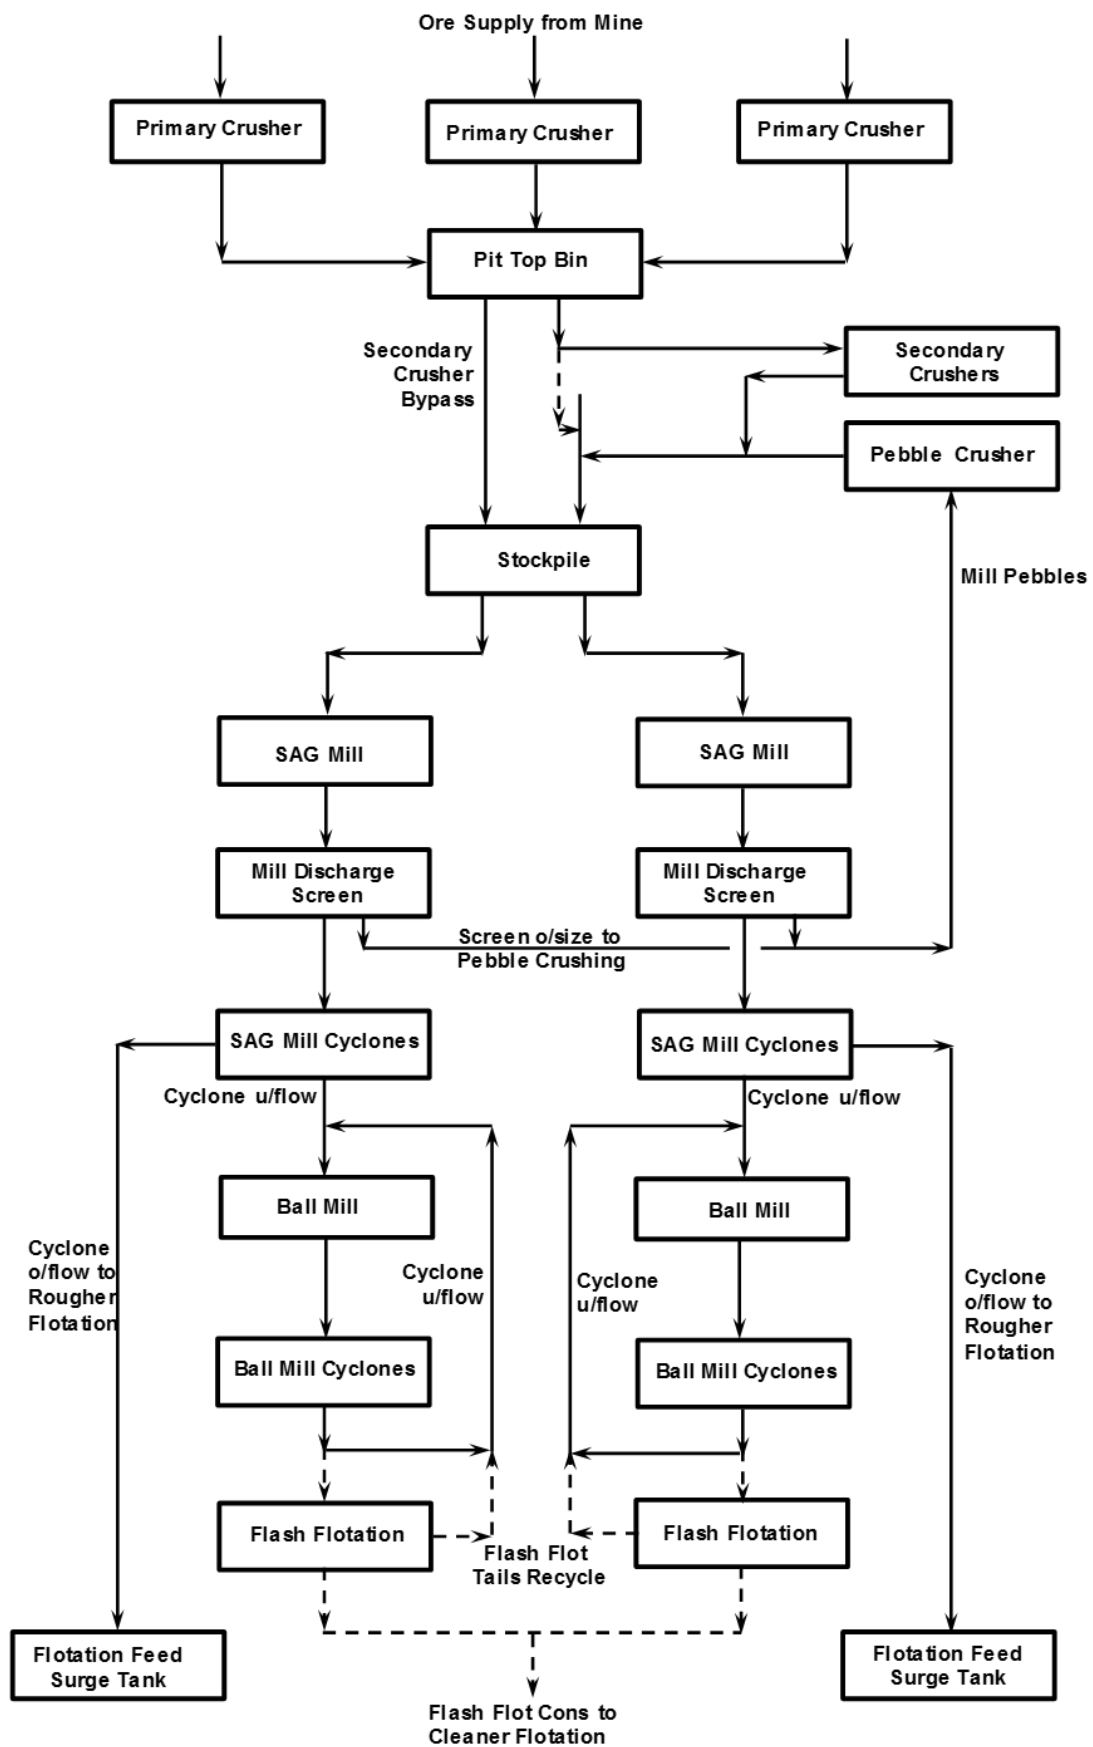 Ore Supply from Mine
Primary Crusher
Primary Crusher
Primary Crusher
Pit Top Bin
Secondary
Crusher
Bypass
Secondary
Crushers
Pebble Crusher
Stockpile
Mill Pebbles
SAG Mill
SAG Mill
Mill Discharge
Screen
Mill Discharge
Screen
Screen o/size to
Pebble Crushing
SAG Mill Cyclones
SAG Mill Cyclones
Cyclone u/flow
Cyclone u/flow
Ball Mill
Ball Mill
Cyclone
o/flow to
Rougher
Flotation
Cyclone
u/flow
Cyclone
u/flow
Cyclone
o/flow to
Rougher
Flotation
Ball Mill Cyclones
Ball Mill Cyclones
Flash Flotation
Flash Flotation
Flash Flot
Tails Recycle
Flotation Feed
Surge Tank
Flotation Feed
Surge Tank
Flash Flot Cons to
Cleaner Flotation